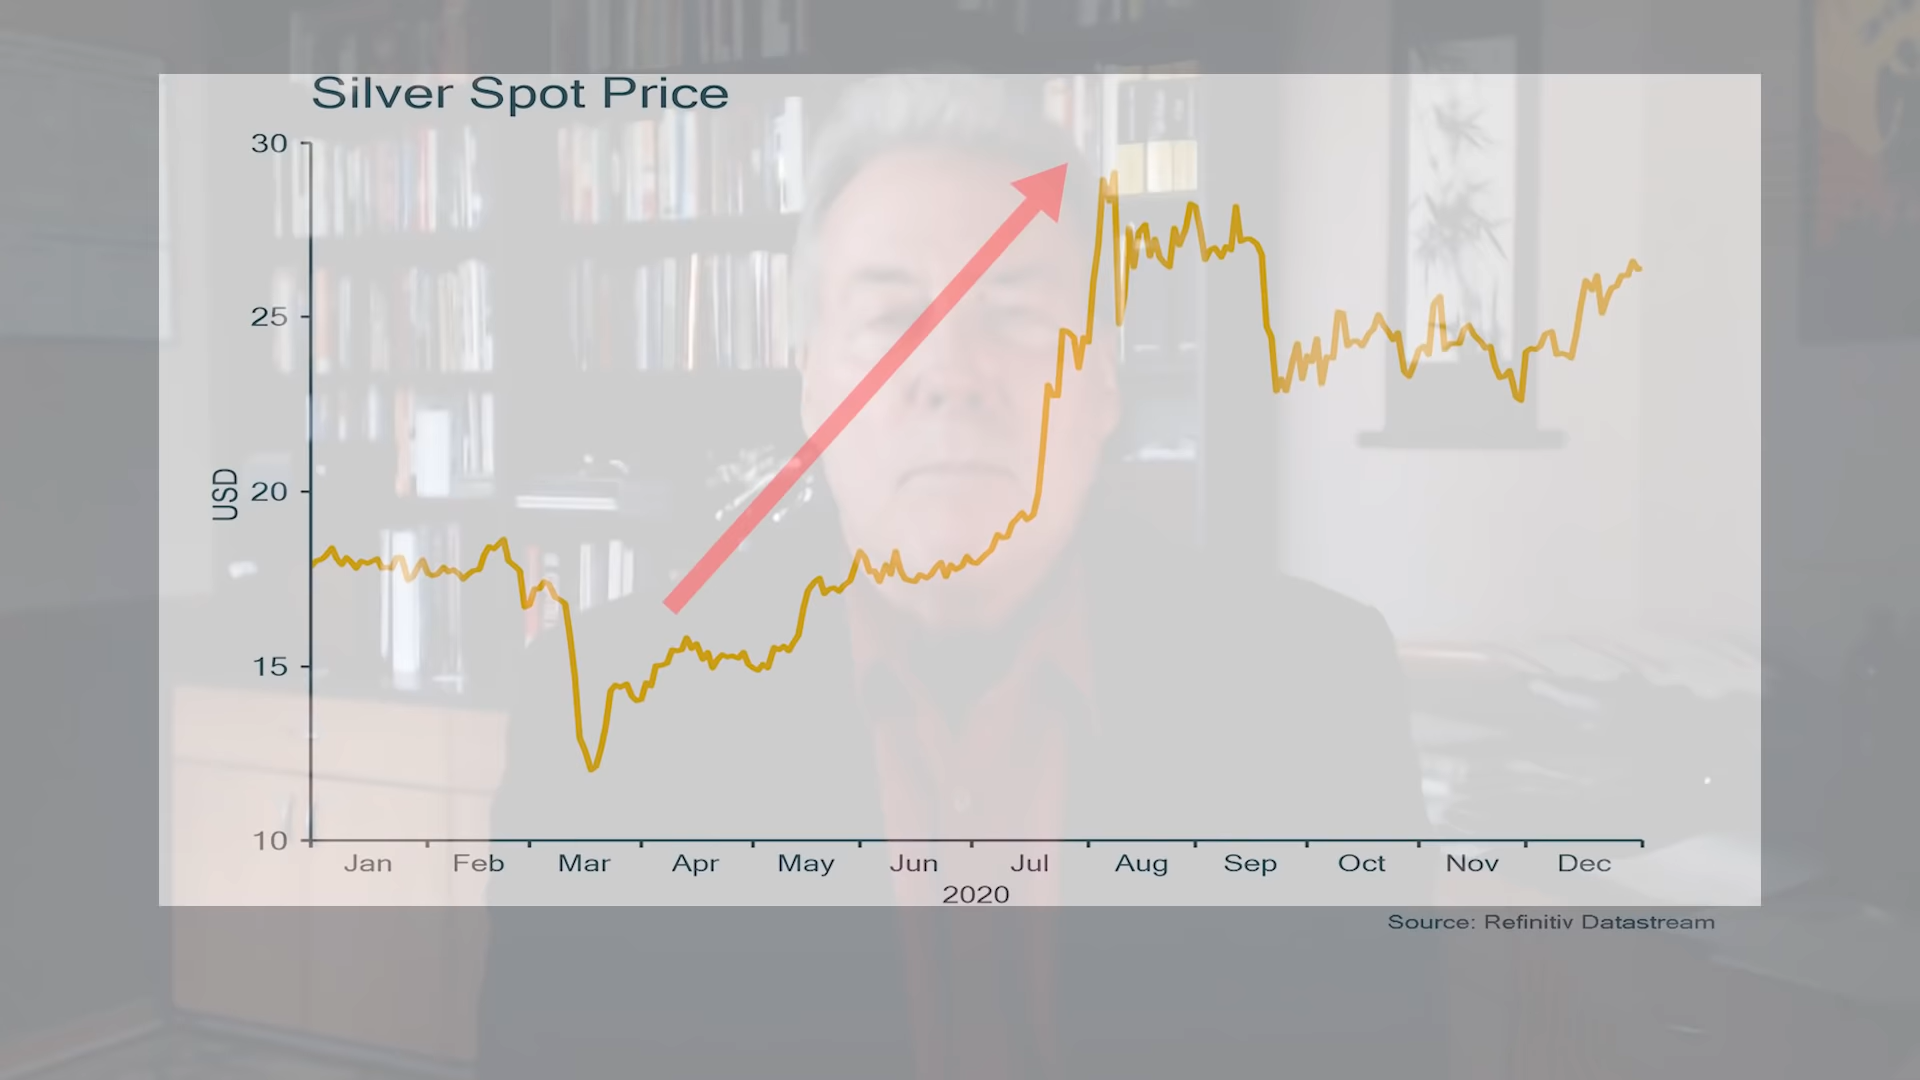 Silver Spot Price
30
25
20
15
10
USD
Jan Feb Mar Apr May Jun Jul Aug Sep Oct Nov Dec
2020
Source: Refinitiv Datastream